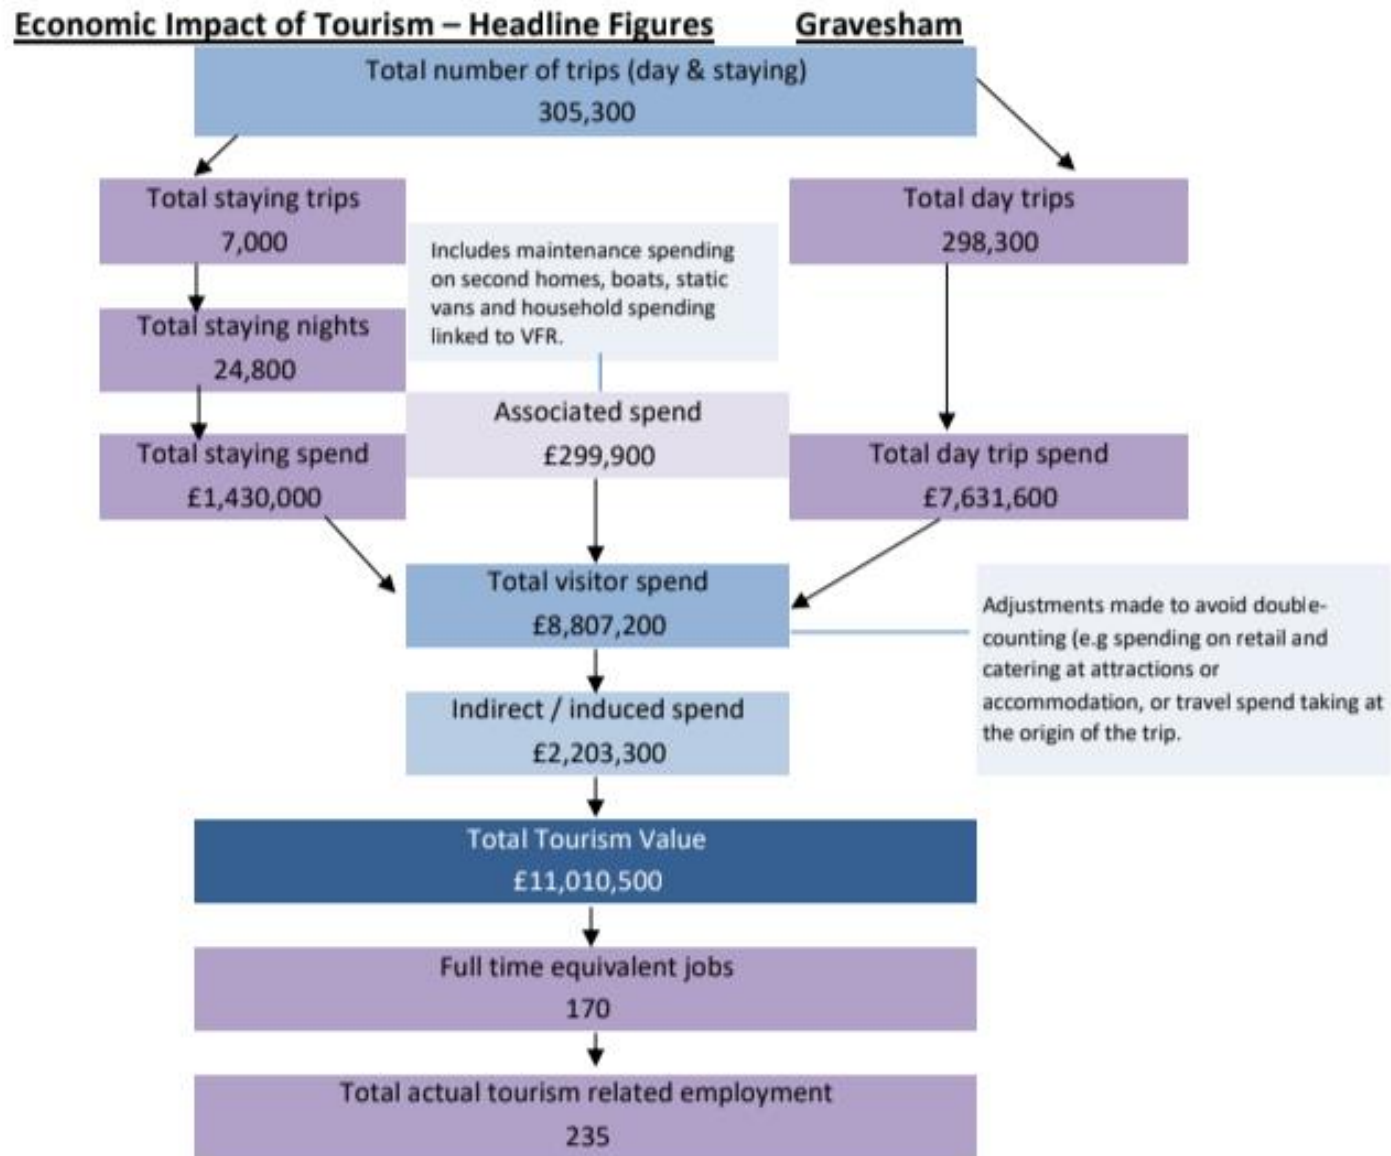 Economic Impact of Tourism – Headline Figures Gravesham
Total number of trips (day & staying)
305,300
Total staying trips
7,000
Total day trips
298,300
Includes maintenance spending
on second homes, boats, static
vans and household spending
linked to VFR.
Total staying nights
24,800
Associated spend
£299,900
Total staying spend
£1,430,000
Total day trip spend
£7,631,600
Total visitor spend
£8,807,200
Adjustments made to avoid double-
counting (e.g spending on retail and
catering at attractions or
accommodation, or travel spend taking at
the origin of the trip.
Indirect / induced spend
£2,203,300
Total Tourism Value
£11,010,500
Full time equivalent jobs
170
Total actual tourism related employment
235